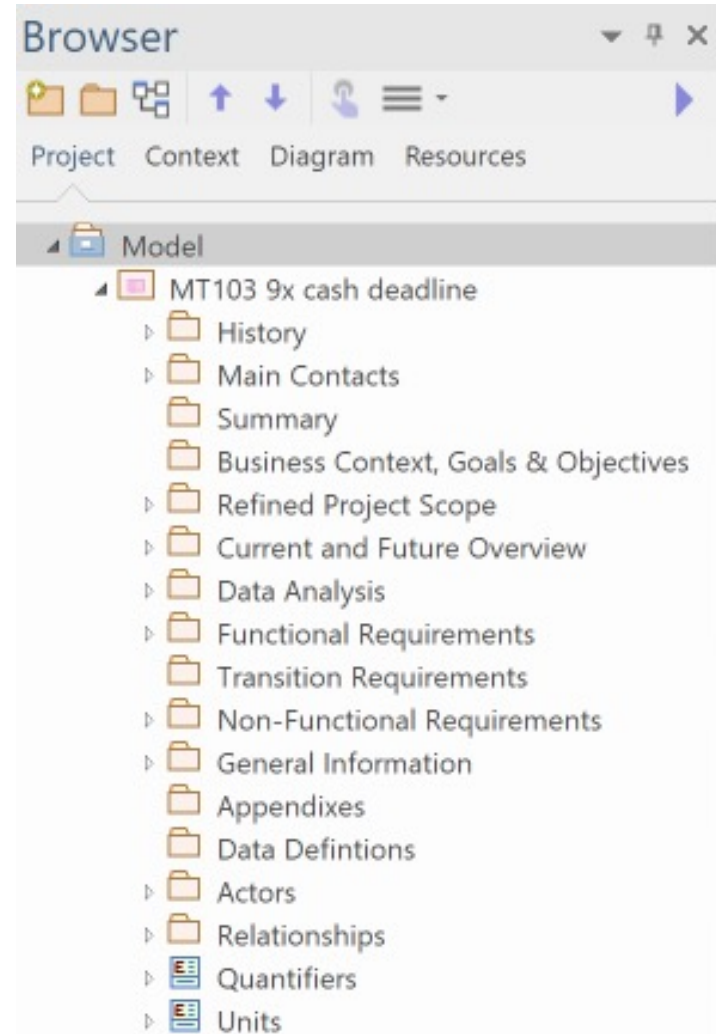 Browser
Project Context Diagram Resources
Model
MT103 9x cash deadline
History
Main Contacts
Summary
Business Context, Goals & Objectives
Refined Project Scope
Current and Future Overview
Data Analysis
Functional Requirements
Transition Requirements
Non-Functional Requirements
General Information
Appendixes
Data Defintions
Actors
Relationships
Quantifiers
Units